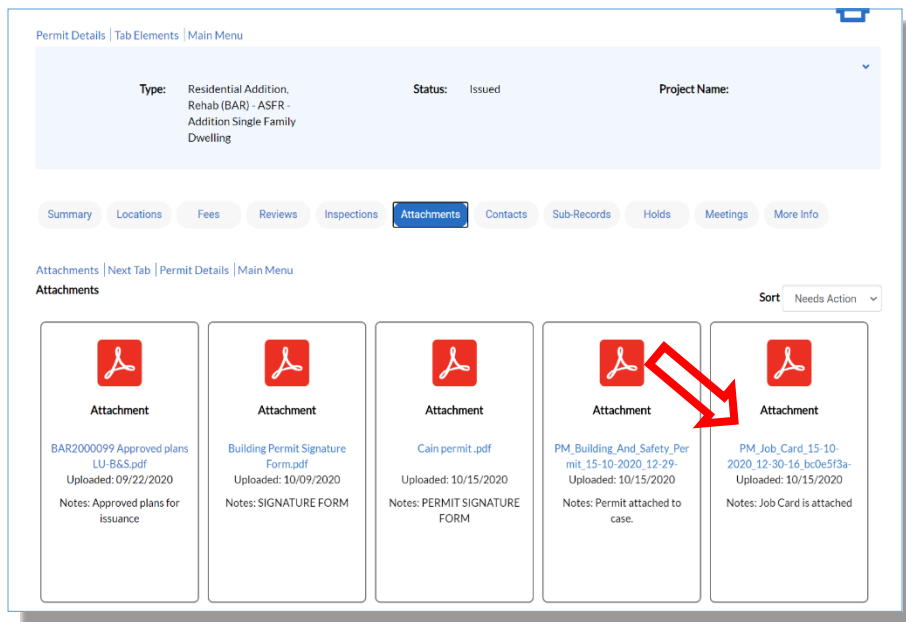 Permit Details | Tab Elements | Main Menu
Type: Residential Addition, Rehab (BAR) - ASFR - Addition Single Family Dwelling
Status: Issued
Project Name:
Summary Locations Fees Reviews Inspections Attachments Contacts Sub-Records Holds Meetings More Info
Attachments | Next Tab | Permit Details | Main Menu
Attachments
Sort Needs Action
Attachment
BAR2000099 Approved plans
LU-B&S.pdf
Uploaded: 09/22/2020
Notes: Approved plans for
issuance
Attachment
Building Permit Signature
Form.pdf
Uploaded: 10/09/2020
Notes: SIGNATURE FORM
Attachment
Cain permit .pdf
Uploaded: 10/15/2020
Notes: PERMIT SIGNATURE
FORM
Attachment
PM_Building_And_Safety_Per
mit_15-10-2020_12-29-
Uploaded: 10/15/2020
Notes: Permit attached to
case.
Attachment
PM_Job_Card_15-10-
2020_12-30-16_bc0e5f3a-
Uploaded: 10/15/2020
Notes: Job Card is attached